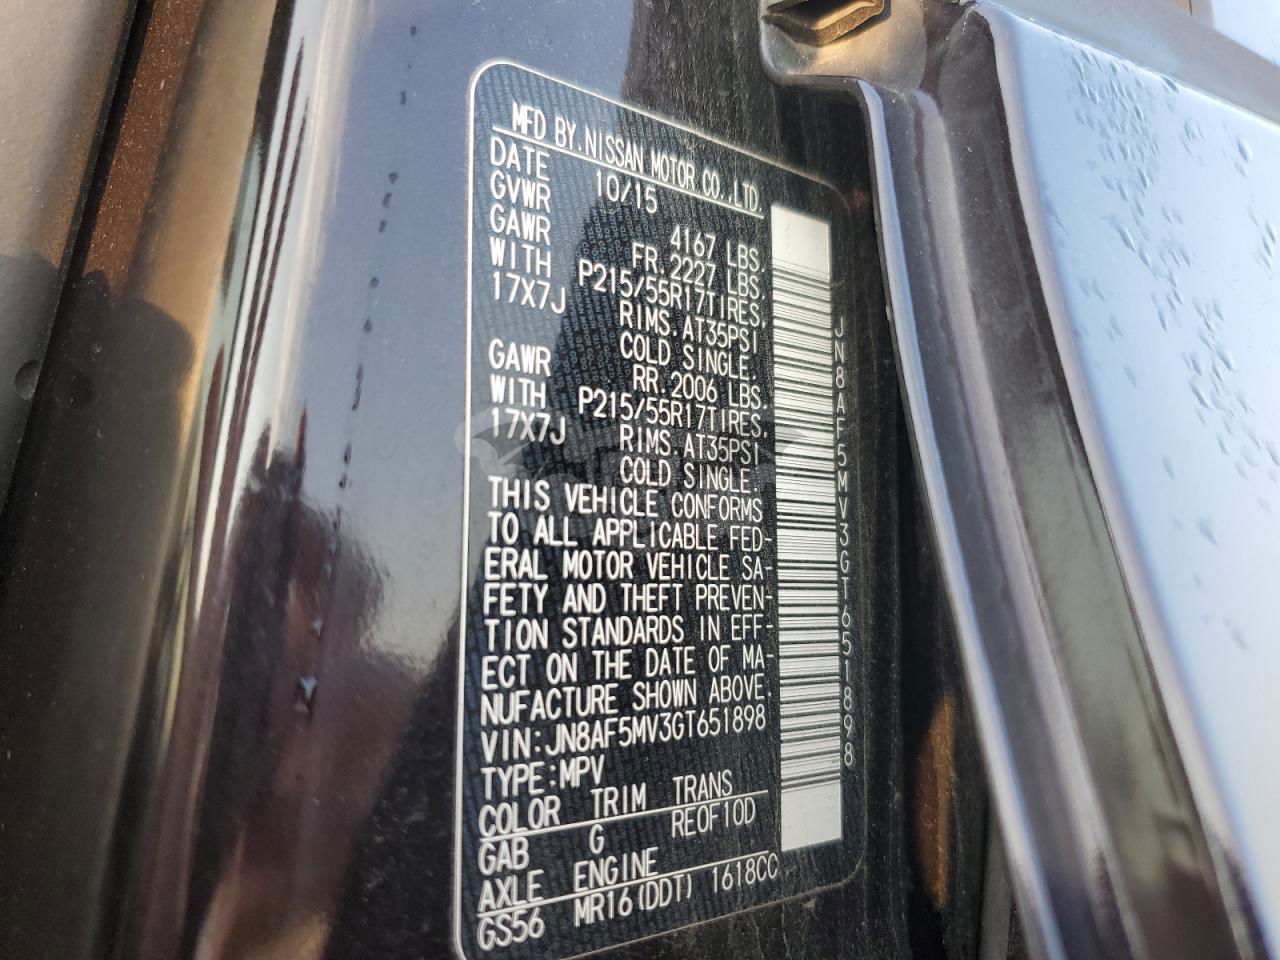 MFD BY.NISSAN MOTOR CO.,LTD.
DATE 10/15
GVWR 4167 LBS.
GAWR FR.2227 LBS.
WITH P215/55R17TIRES.
17X7J RIMS.AT35PSI
COLD SINGLE.
GAWR RR.2006 LBS.
WITH P215/55R17TIRES.
17X7J RIMS.AT35PSI
COLD SINGLE.
THIS VEHICLE CONFORMS
TO ALL APPLICABLE FED-
ERAL MOTOR VEHICLE SA-
FETY AND THEFT PREVEN-
TION STANDARDS IN EFF-
ECT ON THE DATE OF MA-
NUFACTURE SHOWN ABOVE.
VIN:JN8AF5MV3GT651898
TYPE:MPV
COLOR TRIM TRANS
GAB G REOF10D
AXLE ENGINE
GS56 MR16(DDT) 1618CC
JN8AF5MV3GT651898